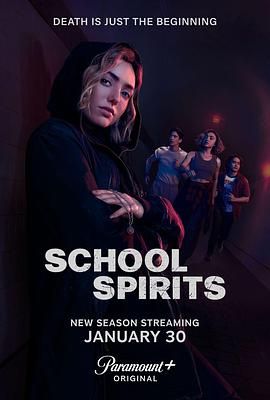 DEATH IS JUST THE BEGINNING
SCHOOL
SPIRITS
NEW SEASON STREAMING
JANUARY 30
Paramount+
ORIGINAL